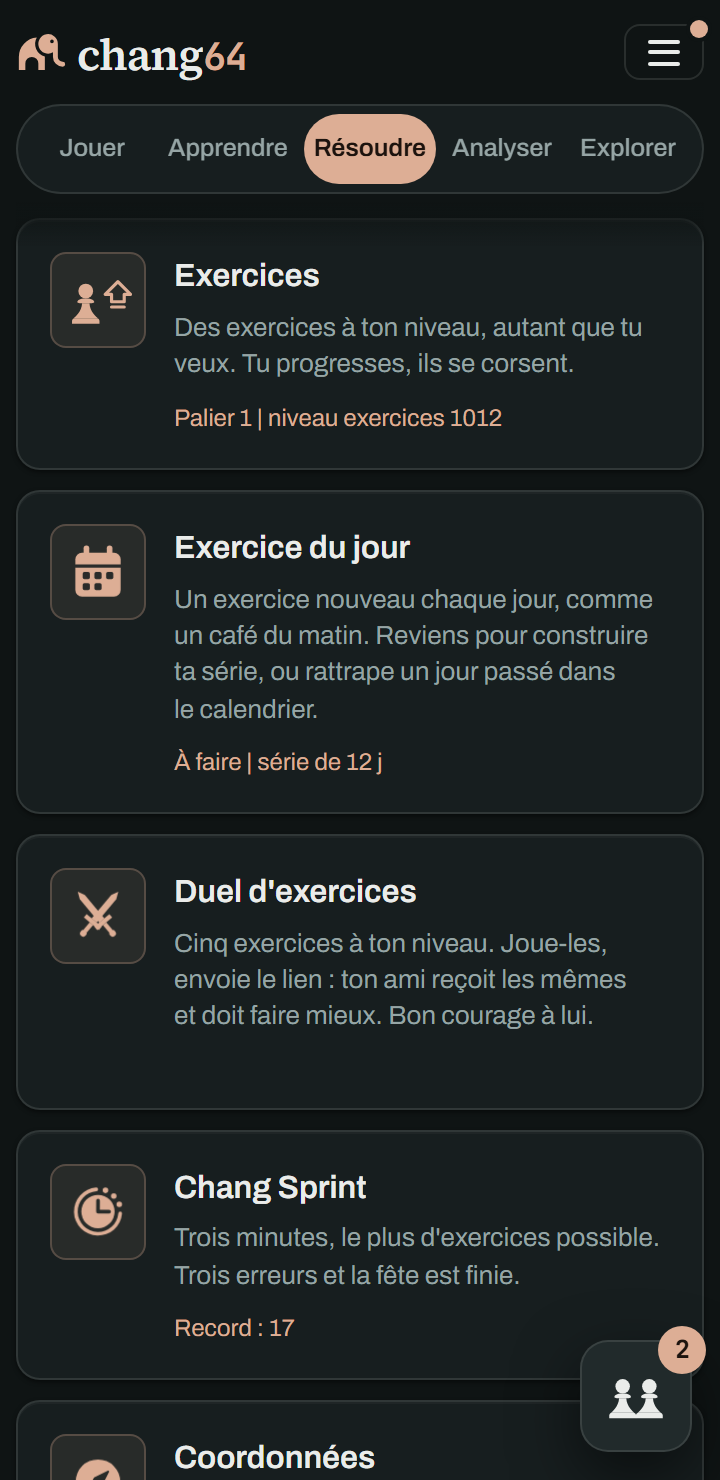 chang64
Jouer Apprendre Résoudre Analyser Explorer
Exercices
Des exercices à ton niveau, autant que tu
veux. Tu progresses, ils se corsent.
Palier 1 | niveau exercices 1012
Exercice du jour
Un exercice nouveau chaque jour, comme
un café du matin. Reviens pour construire
ta série, ou rattrape un jour passé dans
le calendrier.
À faire | série de 12 j
Duel d'exercices
Cinq exercices à ton niveau. Joue-les,
envoie le lien : ton ami reçoit les mêmes
et doit faire mieux. Bon courage à lui.
Chang Sprint
Trois minutes, le plus d'exercices possible.
Trois erreurs et la fête est finie.
Record : 17
2
Coordonnées